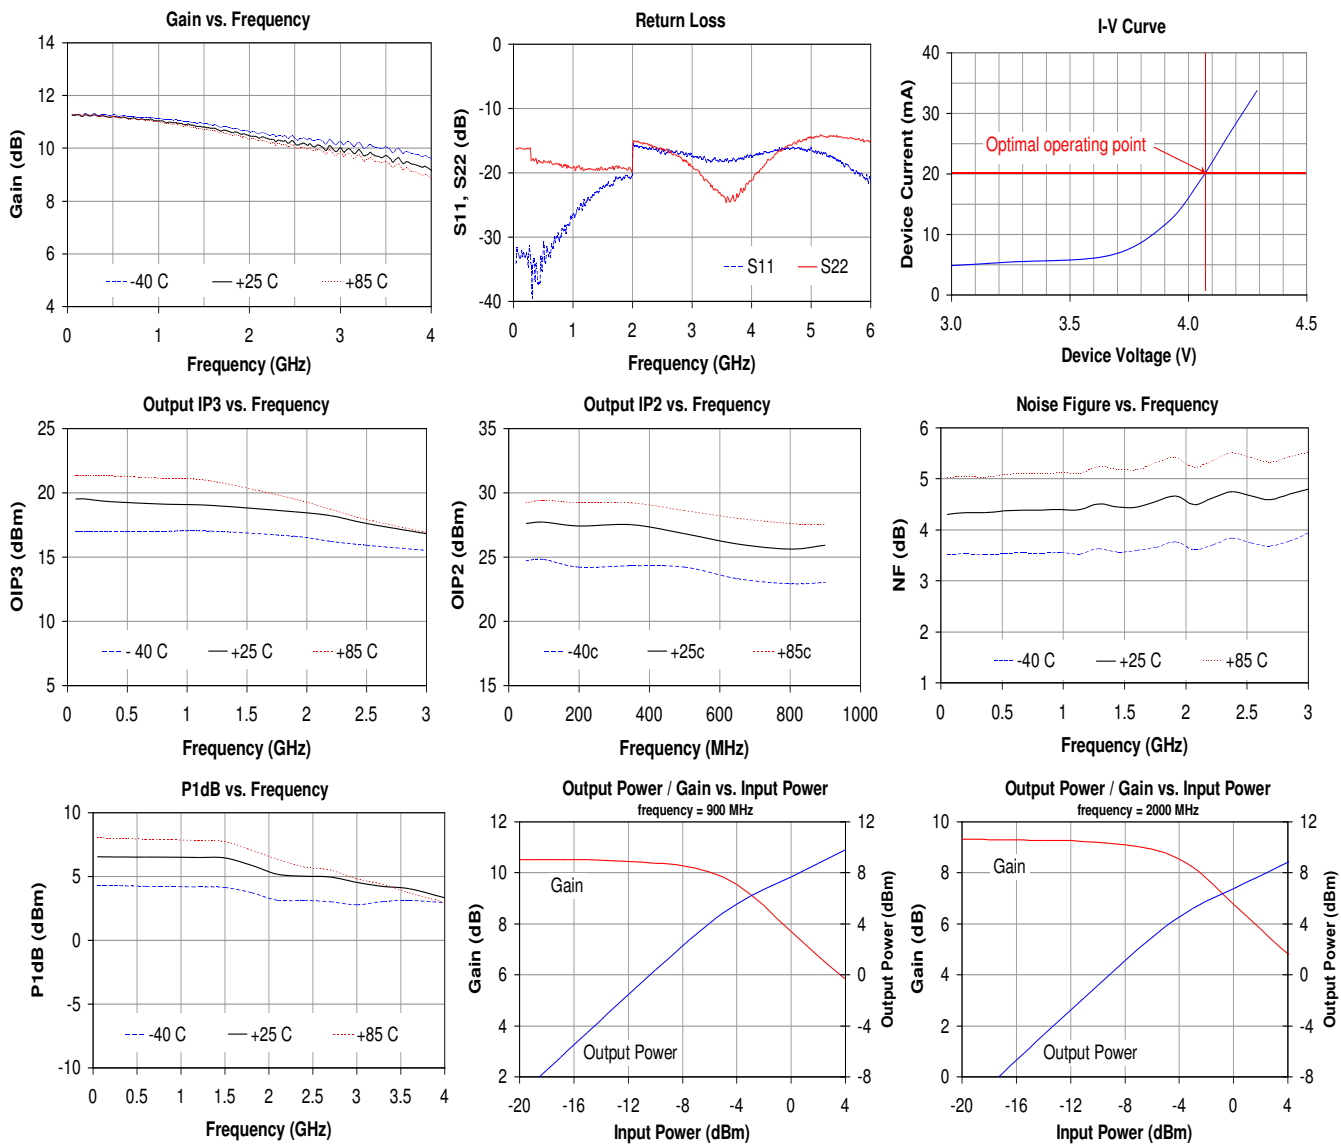 Gain vs. Frequency
14
12
10
8
6
4
Gain (dB)
-40 C
+25 C
+85 C
0 1 2 3 4
Frequency (GHz)
Return Loss
0
-10
-20
-30
-40
S11, S22 (dB)
S11
S22
0 1 2 3 4 5 6
Frequency (GHz)
I-V Curve
40
30
20
10
0
Device Current (mA)
Optimal operating point
3.0 3.5 4.0 4.5
Device Voltage (V)
Output IP3 vs. Frequency
25
20
15
10
5
OIP3 (dBm)
- 40 C
+25 C
+85 C
0 0.5 1 1.5 2 2.5 3
Frequency (GHz)
Output IP2 vs. Frequency
35
30
25
20
15
OIP2 (dBm)
-40c
+25c
+85c
0 200 400 600 800 1000
Frequency (MHz)
Noise Figure vs. Frequency
6
5
4
3
2
1
NF (dB)
-40 C
+25 C
+85 C
0 0.5 1 1.5 2 2.5 3
Frequency (GHz)
P1dB vs. Frequency
10
5
0
-5
-10
P1dB (dBm)
-40 C
+25 C
+85 C
0 0.5 1 1.5 2 2.5 3 3.5 4
Frequency (GHz)
Output Power / Gain vs. Input Power
frequency = 900 MHz
12
10
8
6
4
2
Gain (dB)
Gain
Output Power
12
8
4
0
-4
-8
Output Power (dBm)
-20 -16 -12 -8 -4 0 4
Input Power (dBm)
Output Power / Gain vs. Input Power
frequency = 2000 MHz
10
8
6
4
2
0
Gain (dB)
Gain
Output Power
12
8
4
0
-4
-8
Output Power (dBm)
-20 -16 -12 -8 -4 0 4
Input Power (dBm)